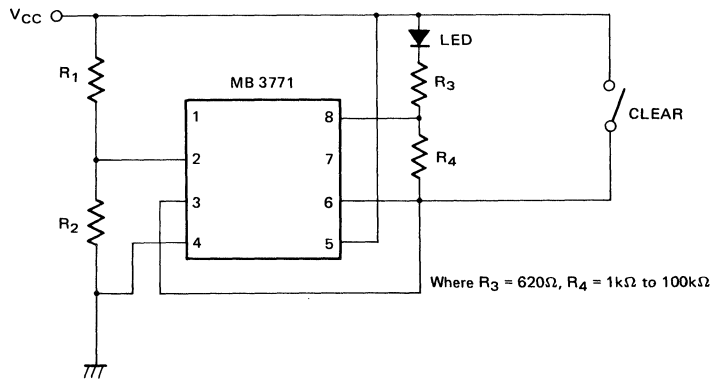 VCC
LED
R1
R3
MB 3771
1
8
CLEAR
2
7
R4
R2
3
6
4
5
Where R3 = 620Ω, R4 = 1kΩ to 100kΩ